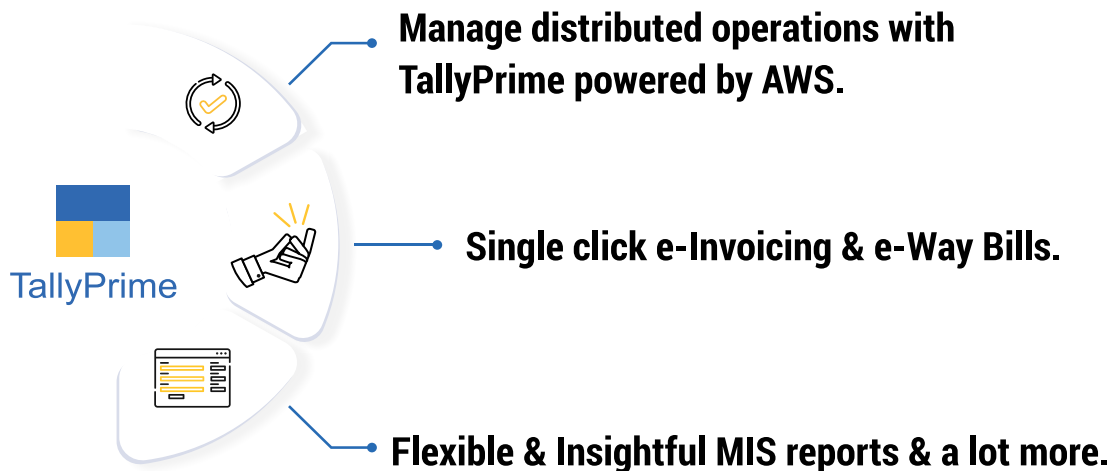 Manage distributed operations with
TallyPrime powered by AWS.
TallyPrime
Single click e-Invoicing & e-Way Bills.
Flexible & Insightful MIS reports & a lot more.